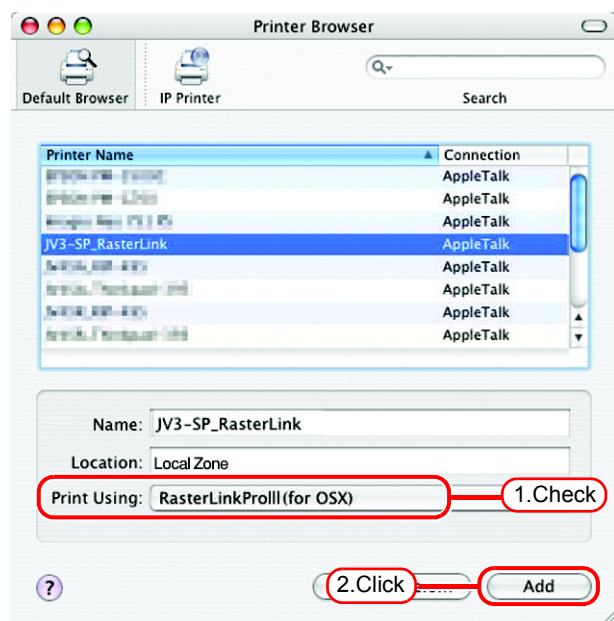 Printer Browser
Default Browser
IP Printer
Search
Printer Name
Connection
AppleTalk
AppleTalk
AppleTalk
JV3-SP_RasterLink
AppleTalk
AppleTalk
AppleTalk
AppleTalk
AppleTalk
Name: JV3-SP_RasterLink
Location: Local Zone
Print Using: RasterLinkProIII(for OSX)
1.Check
?
2.Click
Add